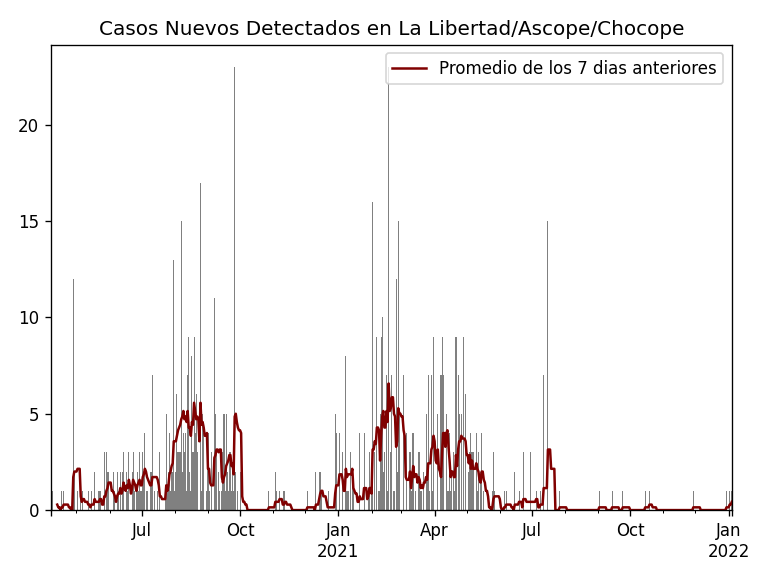 Casos Nuevos Detectados en La Libertad/Ascope/Chocope
Promedio de los 7 dias anteriores
20
15
10
5
0
Jul Oct Jan Apr Jul Oct Jan
2021 2022